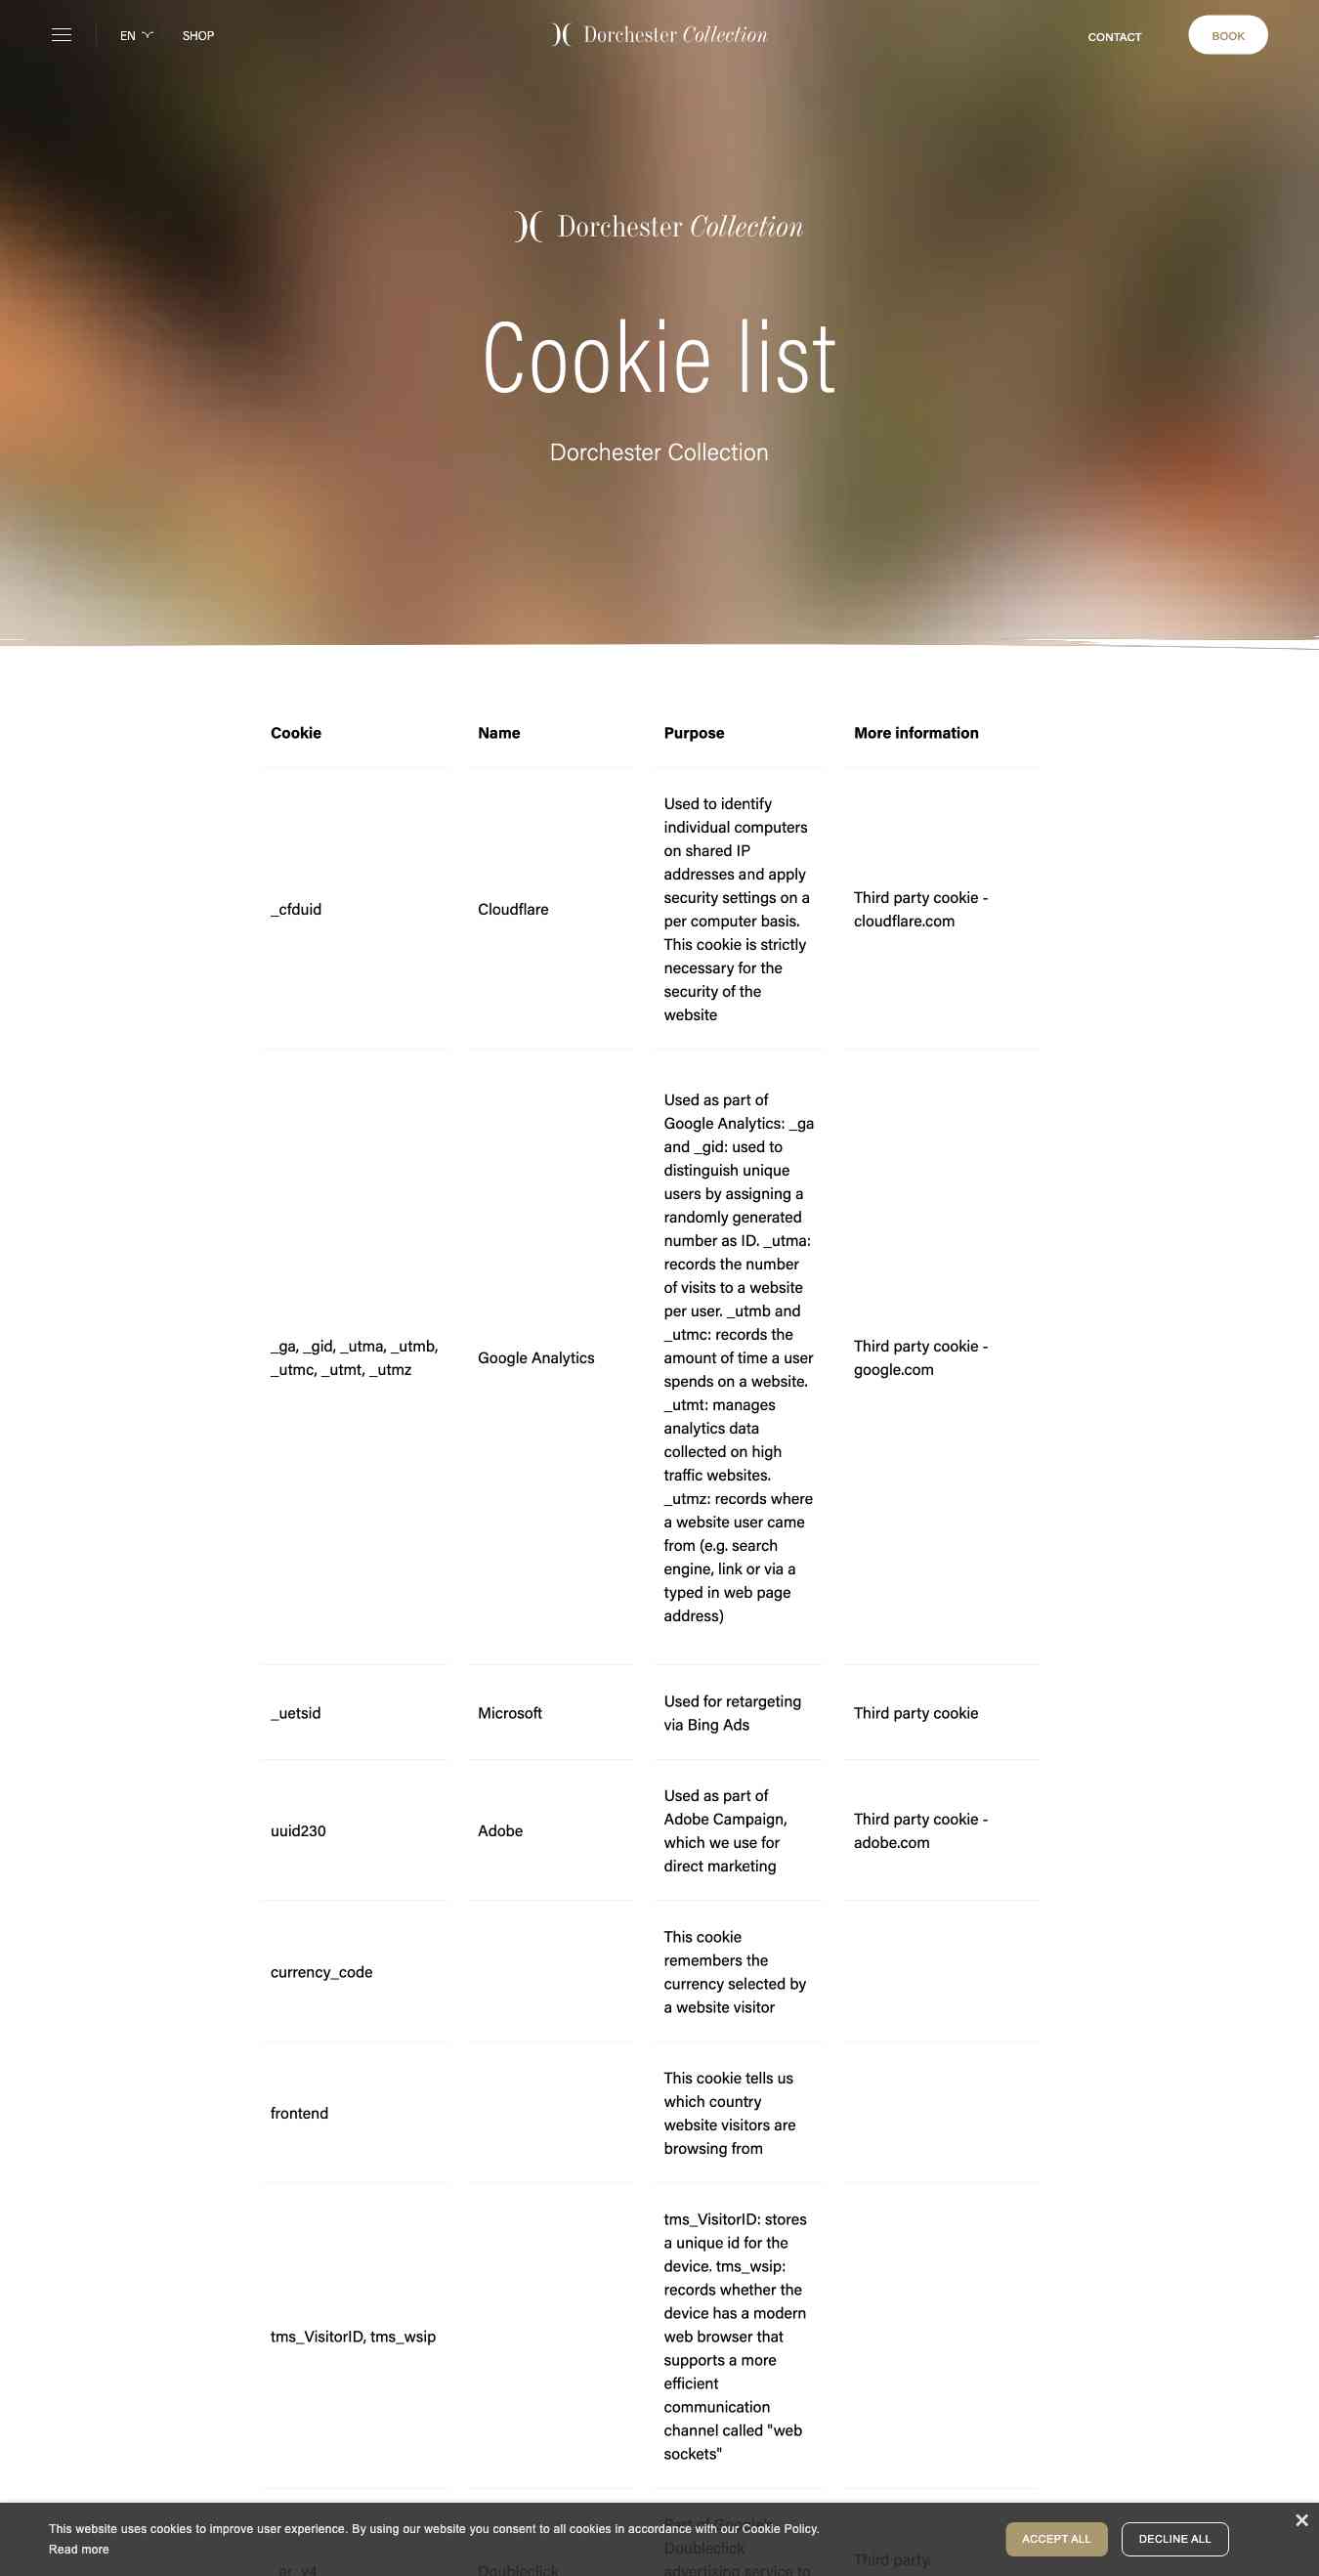 EN
SHOP
Dorchester Collection
CONTACT
BOOK
Dorchester Collection
Cookie list
Dorchester Collection
Cookie
Name
Purpose
More information
_cfduid
Cloudflare
Used to identify
individual computers
on shared IP
addresses and apply
security settings on a
per computer basis.
This cookie is strictly
necessary for the
security of the
website
Third party cookie -
cloudflare.com
_ga, _gid, _utma, _utmb,
_utmc, _utmt, _utmz
Google Analytics
Used as part of
Google Analytics: _ga
and _gid: used to
distinguish unique
users by assigning a
randomly generated
number as ID. _utma:
records the number
of visits to a website
per user. _utmb and
_utmc: records the
amount of time a user
spends on a website.
_utmt: manages
analytics data
collected on high
traffic websites.
_utmz: records where
a website user came
from (e.g. search
engine, link or via a
typed in web page
address)
Third party cookie -
google.com
_uetsid
Microsoft
Used for retargeting
via Bing Ads
Third party cookie
uuid230
Adobe
Used as part of
Adobe Campaign,
which we use for
direct marketing
Third party cookie -
adobe.com
currency_code
This cookie
remembers the
currency selected by
a website visitor
frontend
This cookie tells us
which country
website visitors are
browsing from
tms_VisitorID, tms_wsip
tms_VisitorID: stores
a unique id for the
device. tms_wsip:
records whether the
device has a modern
web browser that
supports a more
efficient
communication
channel called "web
sockets"
This website uses cookies to improve user experience. By using our website you consent to all cookies in accordance with our Cookie Policy.
Read more
ACCEPT ALL
DECLINE ALL
Doubleclick
_ar_v4
Doubleclick
advertising service to
Third party